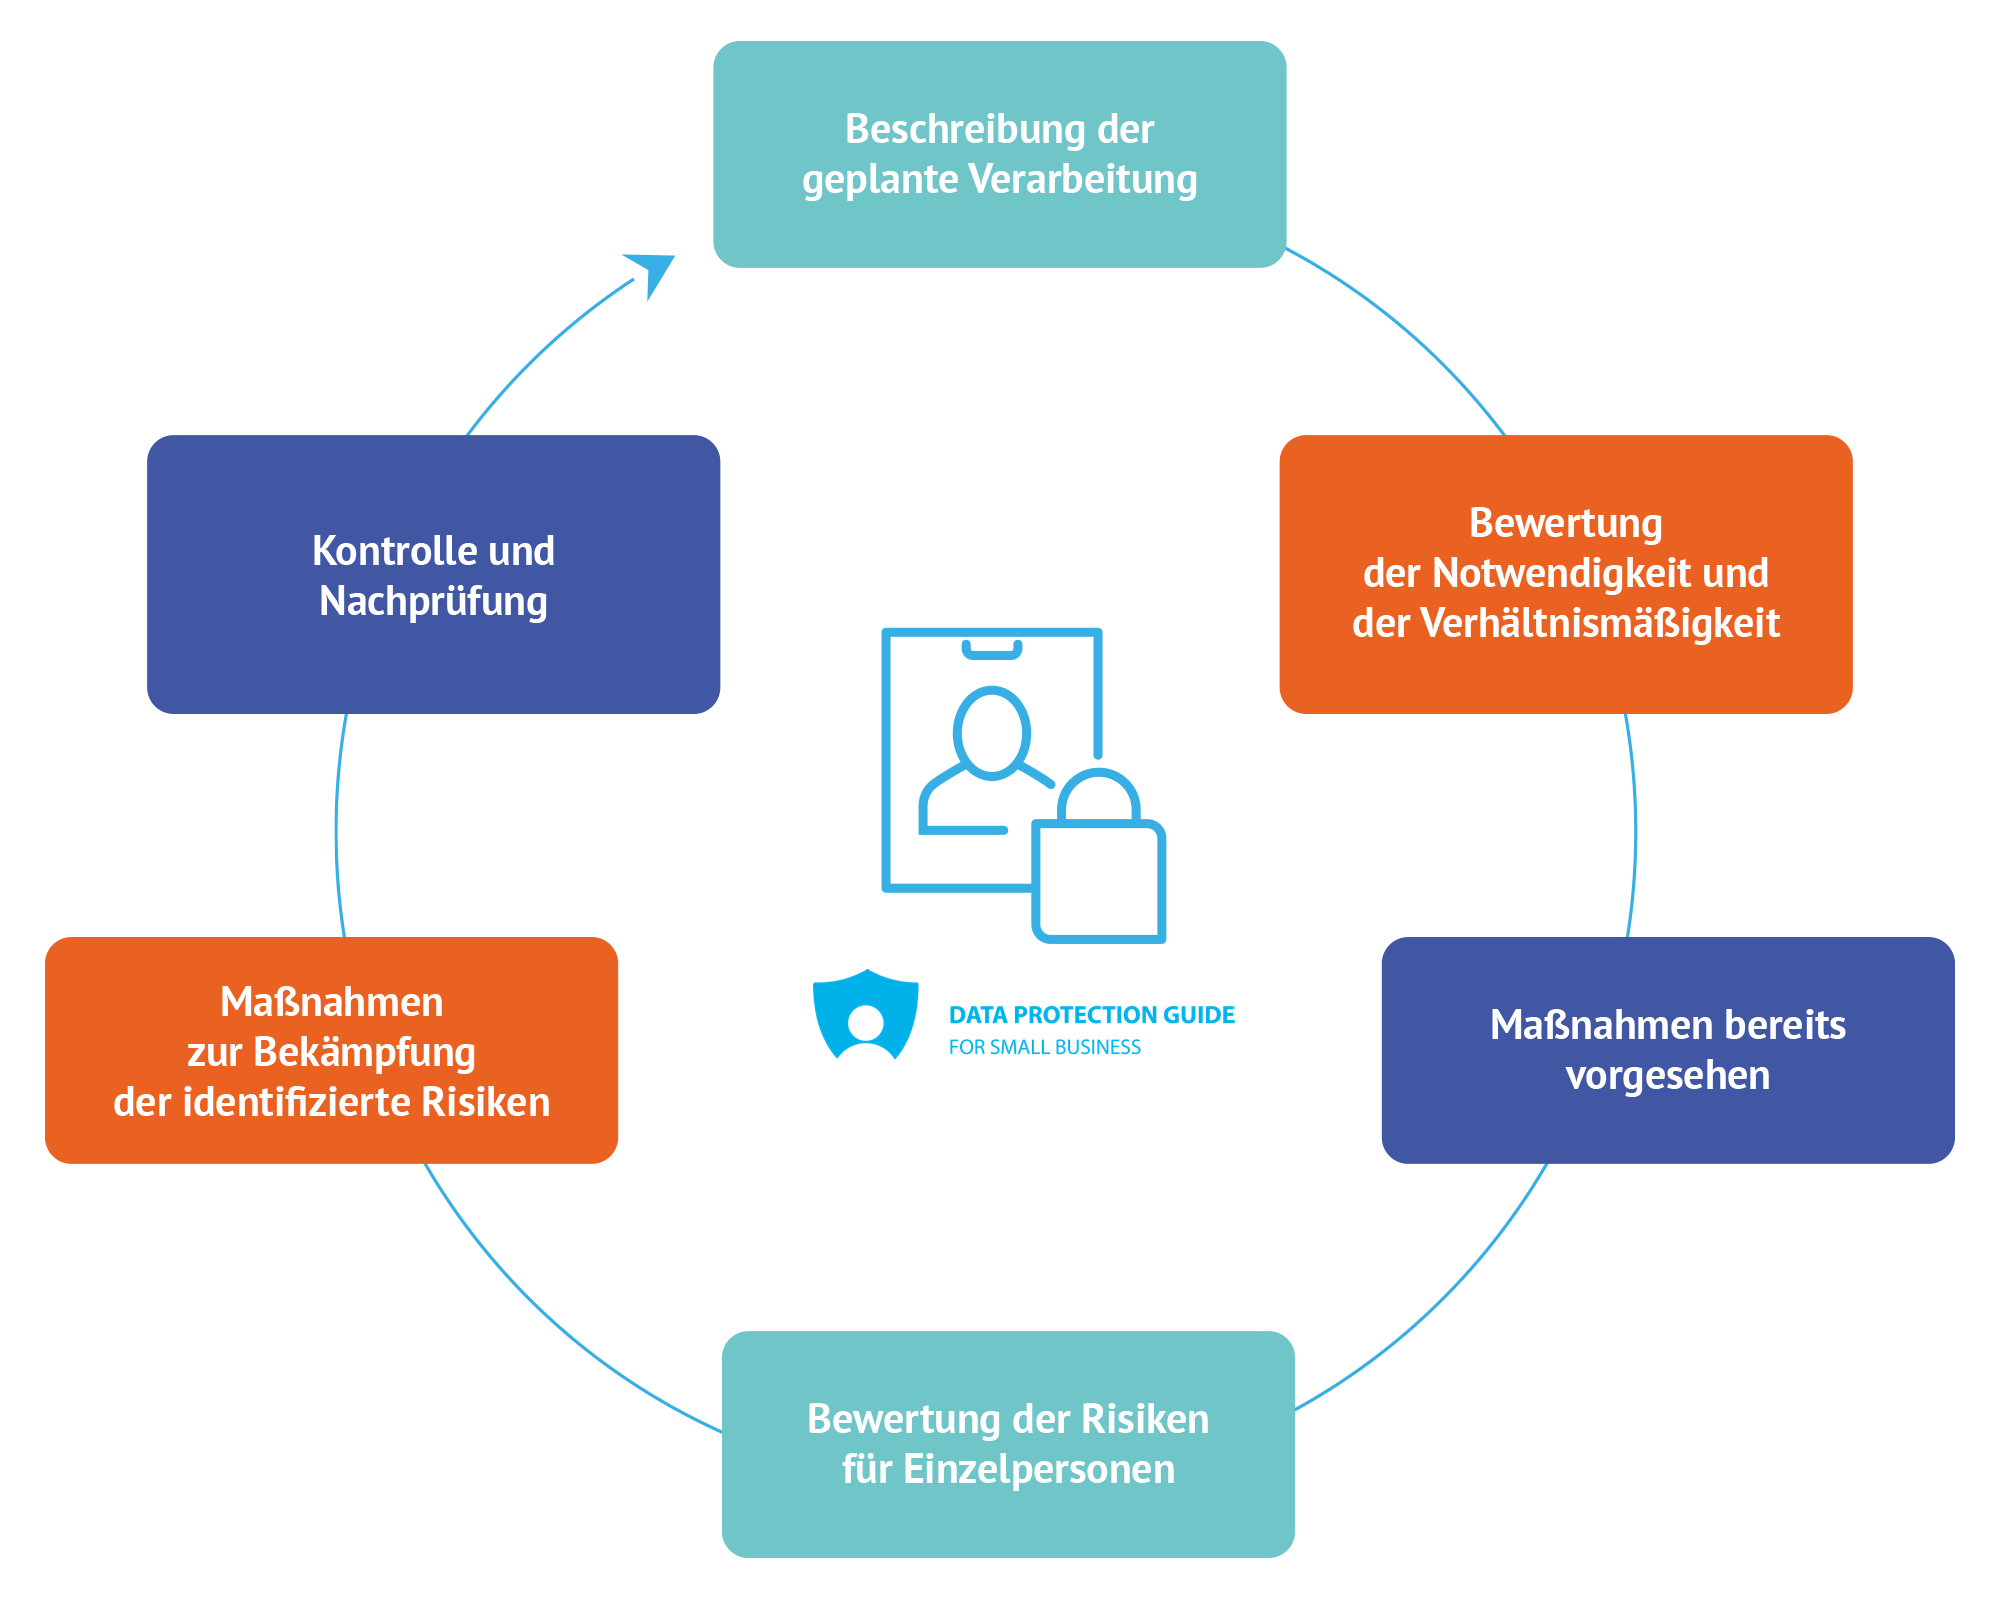 Beschreibung der
geplante Verarbeitung
Bewertung
der Notwendigkeit und
der Verhältnismäßigkeit
Maßnahmen bereits
vorgesehen
Bewertung der Risiken
für Einzelpersonen
Maßnahmen
zur Bekämpfung
der identifizierte Risiken
Kontrolle und
Nachprüfung
DATA PROTECTION GUIDE
FOR SMALL BUSINESS